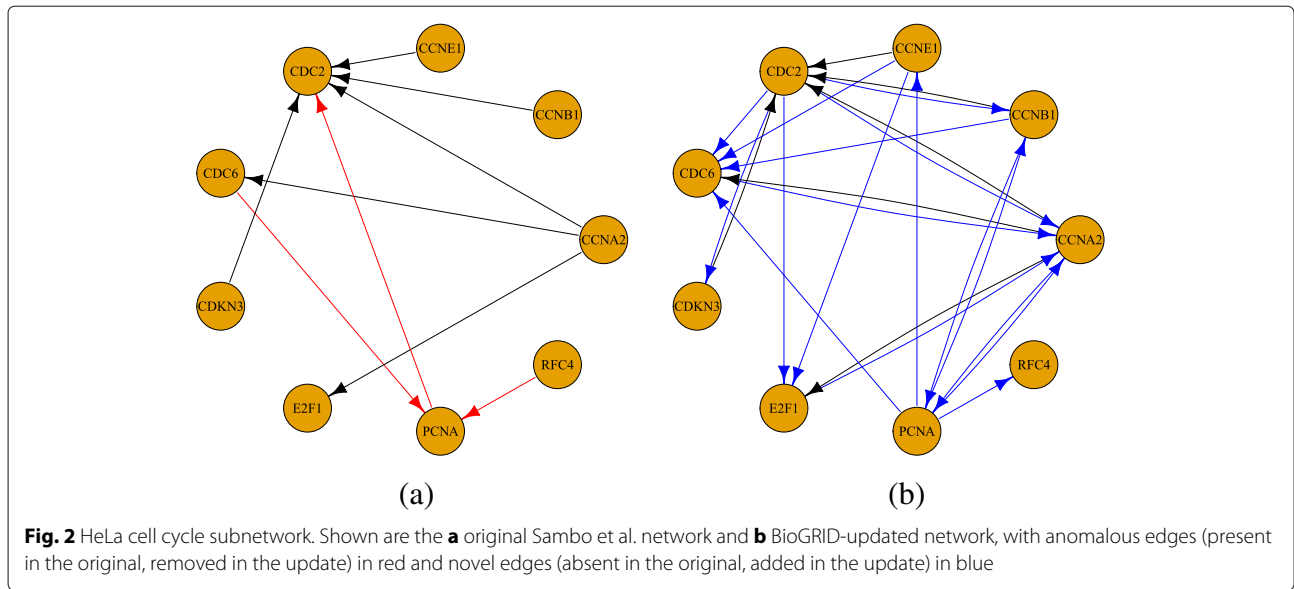 CCNE1
CDC2
CCNB1
CDC6
CCNA2
CDKN3
RFC4
E2F1
PCNA
(a)
CCNE1
CDC2
CCNB1
CDC6
CCNA2
CDKN3
RFC4
E2F1
PCNA
(b)
Fig. 2 HeLa cell cycle subnetwork. Shown are the a original Sambo et al. network and b BioGRID-updated network, with anomalous edges (present
in the original, removed in the update) in red and novel edges (absent in the original, added in the update) in blue